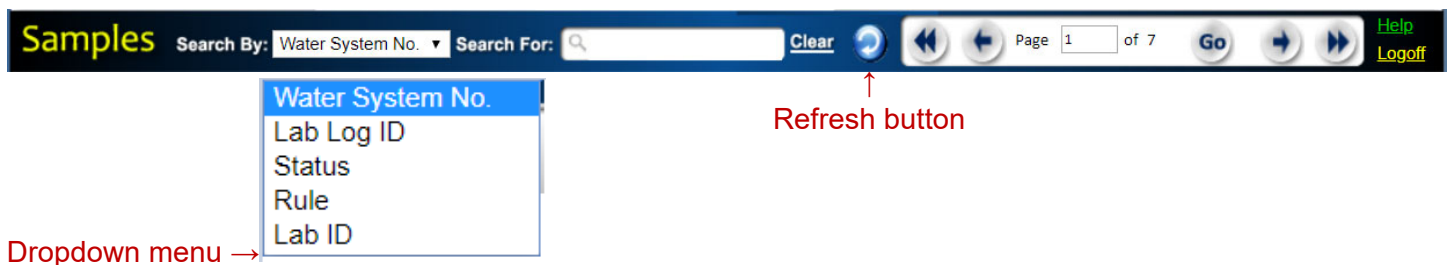 Samples Search By: Water System No. ▼ Search For: Clear Page 1 of 7 Go Help
Logoff
Water System No.
Lab Log ID
Status
Rule
Lab ID
↑
Refresh button
Dropdown menu →